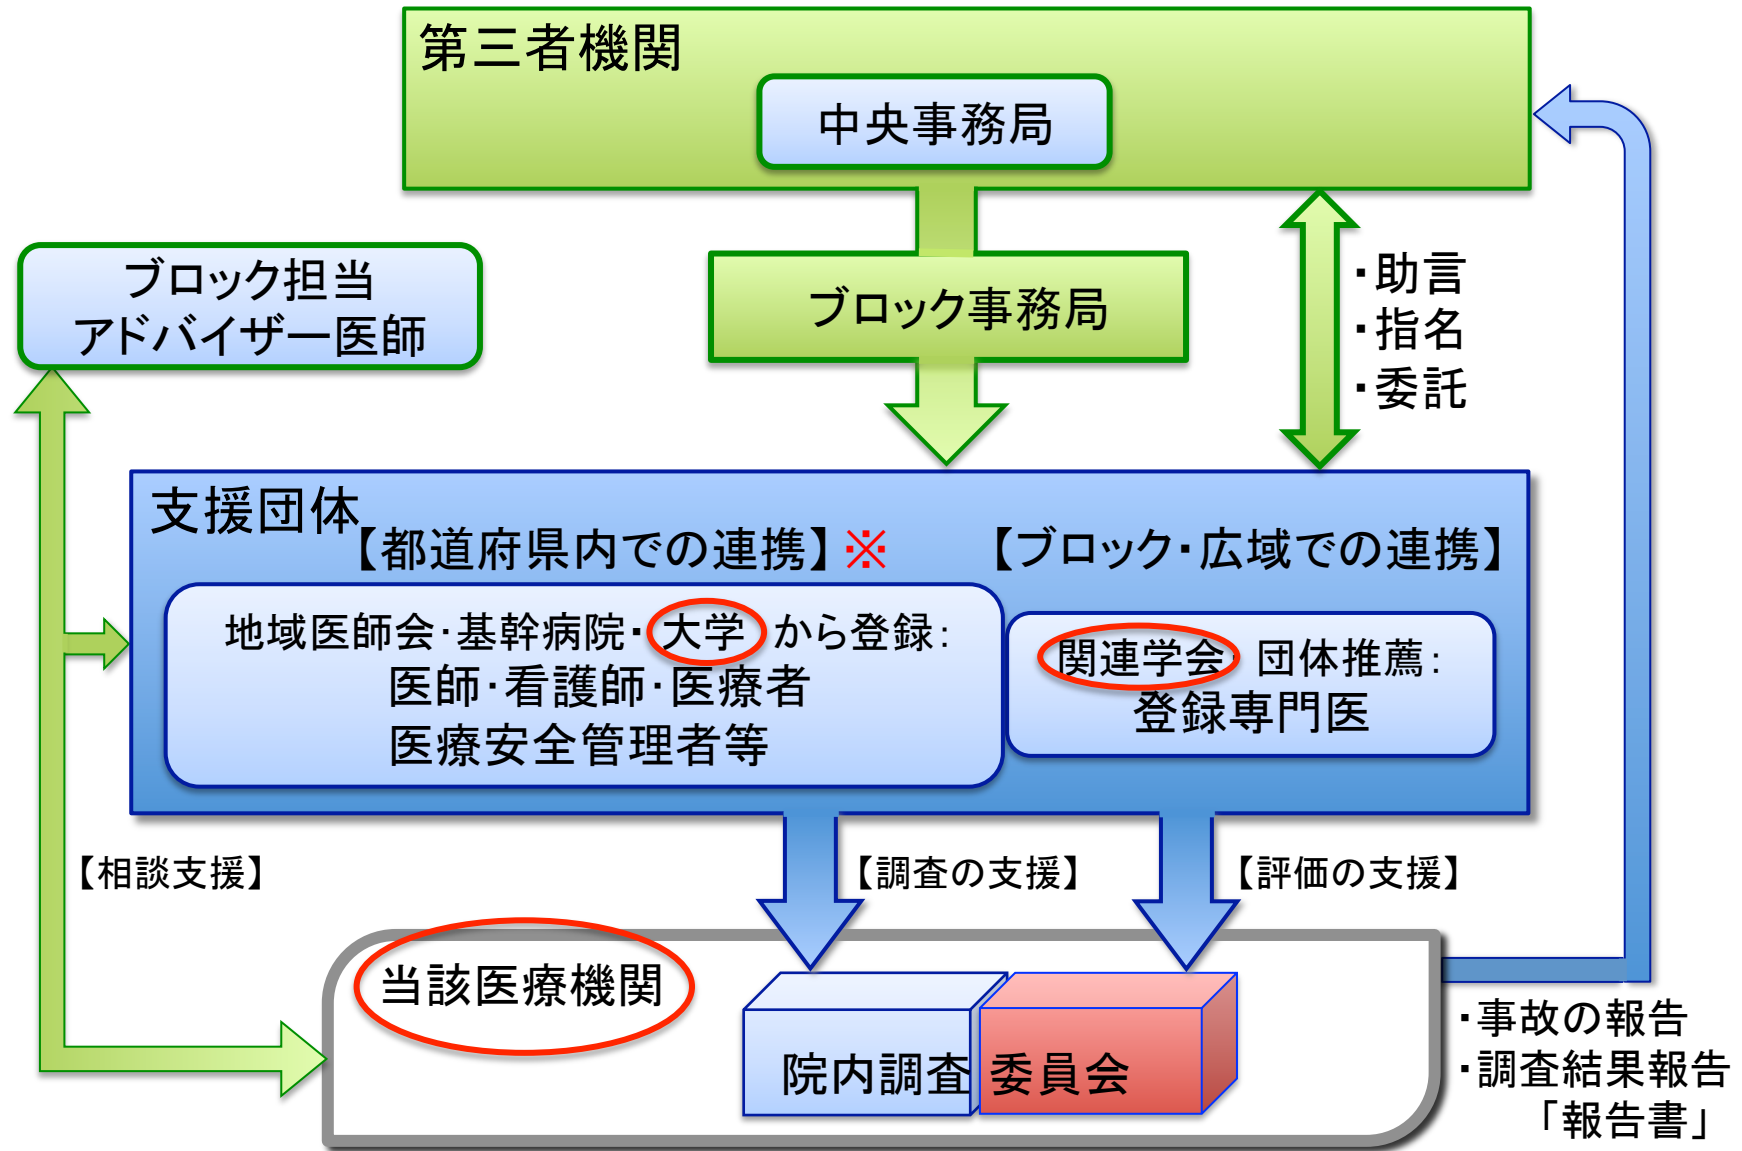 第三者機関
中央事務局
ブロック担当
アドバイザー医師
ブロック事務局
・助言
・指名
・委託
支援団体
【都道府県内での連携】※
【ブロック・広域での連携】
地域医師会・基幹病院・大学 から登録：
医師・看護師・医療者
医療安全管理者等
関連学会・団体推薦：
登録専門医
【相談支援】
【調査の支援】
【評価の支援】
当該医療機関
院内調査 委員会
・事故の報告
・調査結果報告
「報告書」